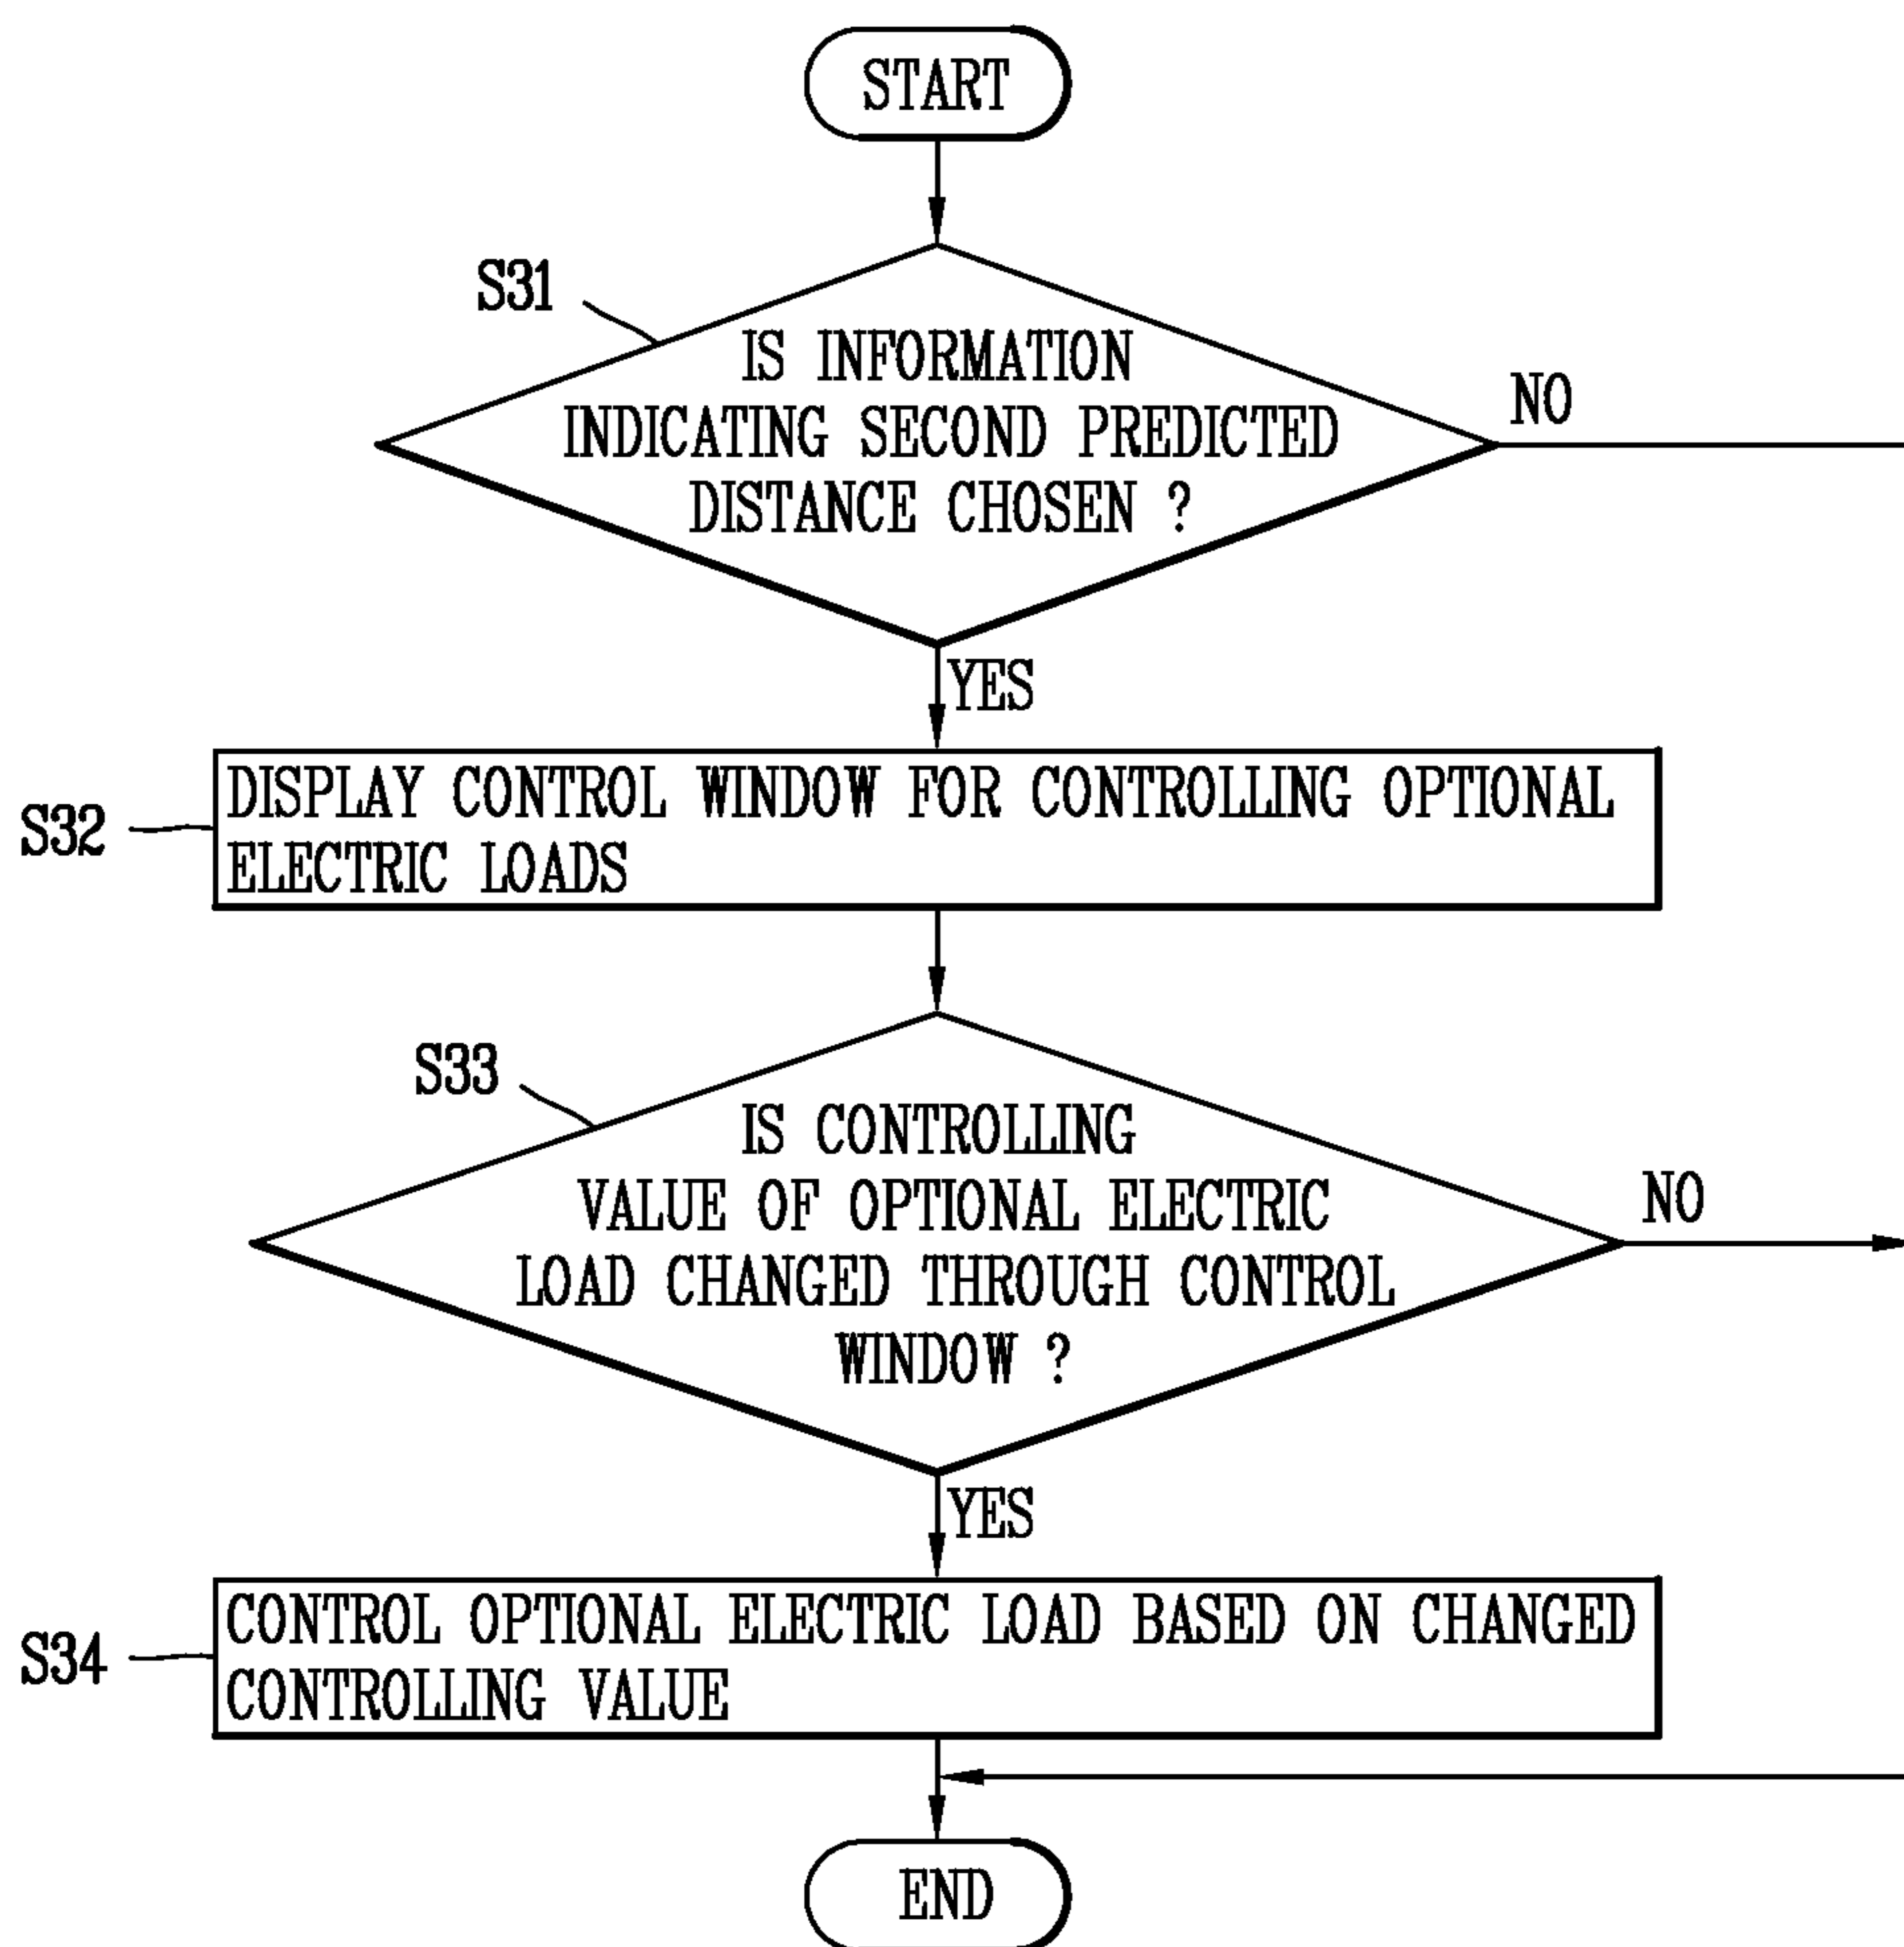 START
S31
IS INFORMATION
INDICATING SECOND PREDICTED
DISTANCE CHOSEN ?
NO
YES
S32
DISPLAY CONTROL WINDOW FOR CONTROLLING OPTIONAL
ELECTRIC LOADS
S33
IS CONTROLLING
VALUE OF OPTIONAL ELECTRIC
LOAD CHANGED THROUGH CONTROL
WINDOW ?
NO
YES
S34
CONTROL OPTIONAL ELECTRIC LOAD BASED ON CHANGED
CONTROLLING VALUE
END